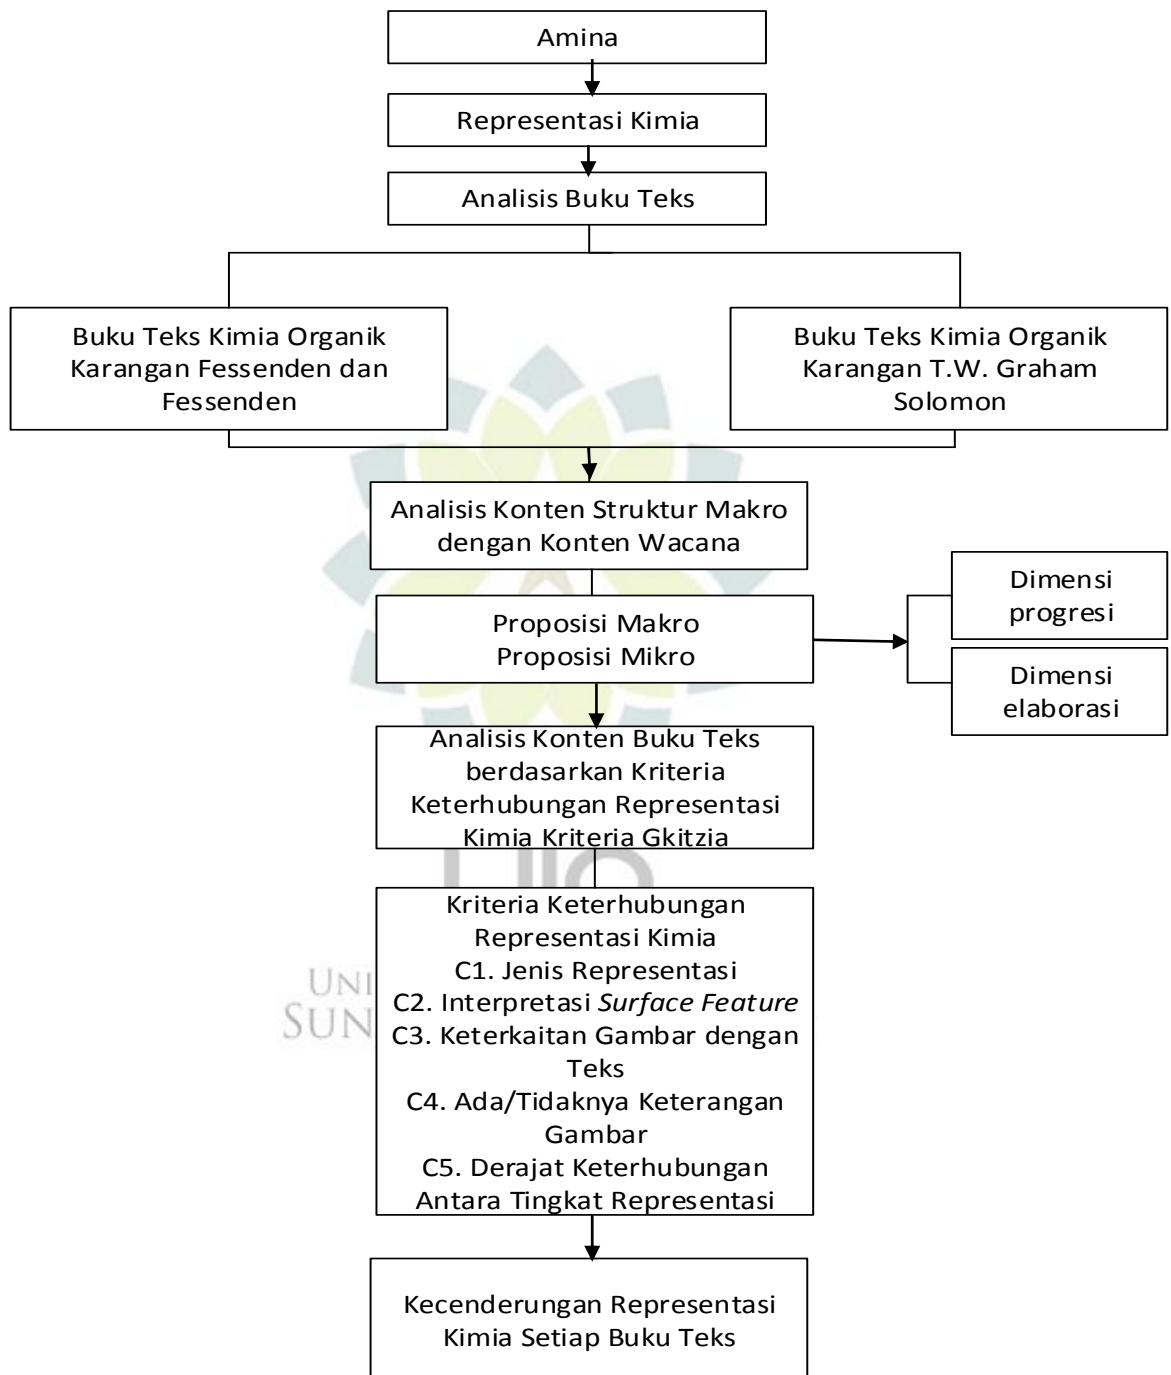 Amina
Representasi Kimia
Analisis Buku Teks
Buku Teks Kimia Organik
Karangan Fessenden dan
Fessenden
Buku Teks Kimia Organik
Karangan T.W. Graham
Solomon
Analisis Konten Struktur Makro
dengan Konten Wacana
Proposisi Makro
Proposisi Mikro
Dimensi
progresi
Dimensi
elaborasi
Analisis Konten Buku Teks
berdasarkan Kriteria
Keterhubungan Representasi
Kimia Kriteria Gkitzia
Kriteria Keterhubungan
Representasi Kimia
C1. Jenis Representasi
C2. Interpretasi Surface Feature
C3. Keterkaitan Gambar dengan
Teks
C4. Ada/Tidaknya Keterangan
Gambar
C5. Derajat Keterhubungan
Antara Tingkat Representasi
UNI
SUN
Kecenderungan Representasi
Kimia Setiap Buku Teks